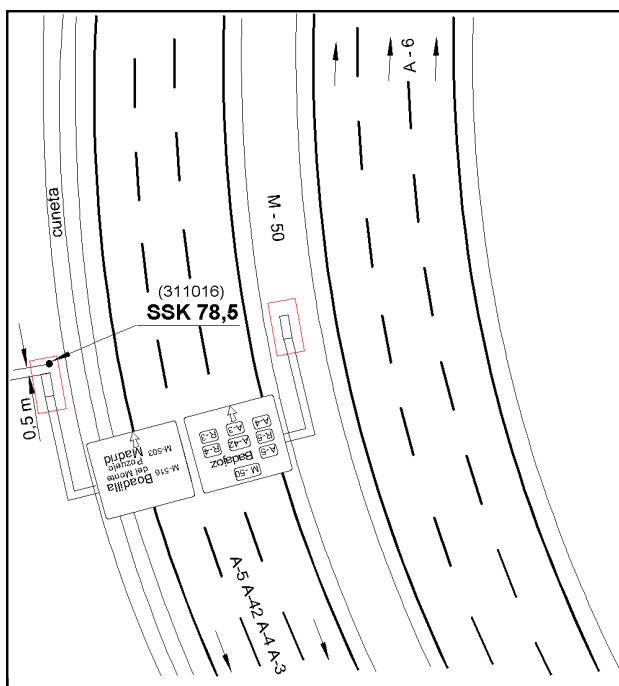 A-6
cuneta
M - 50
(311016)
SSK 78,5
0,5 m
M-516 Boadilla
del Monte
Pozuelo
M-503 Madrid
M -50
Badajoz
A-5 R-5 A-4
R-4 A-42 A-3
R-3
A-5 A-42 A-4 A-3